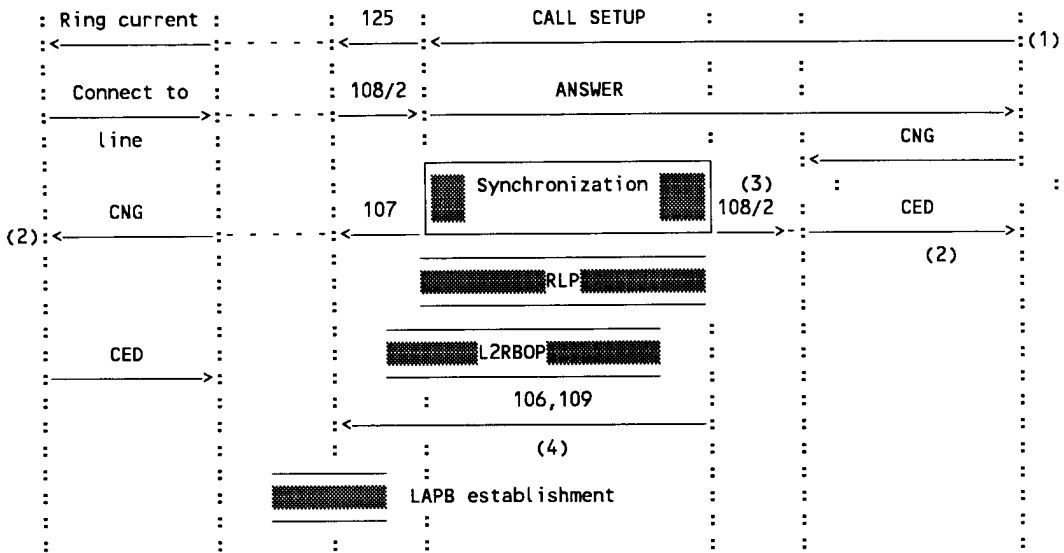 Ring current 125 CALL SETUP
(1)
Connect to 108/2 ANSWER
line CNG
Synchronization (3)
CNG 107 108/2 CED
(2) (2)
RLP
CED L2RBOP
106,109
(4)
LAPB establishment